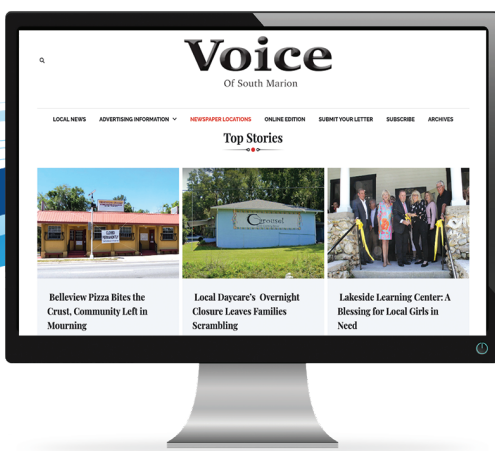 Voice
Of South Marion
LOCAL NEWS ADVERTISING INFORMATION NEWSPAPER LOCATIONS ONLINE EDITION SUBMIT YOUR LETTER SUBSCRIBE ARCHIVES
Top Stories
Carousel
Belleview Pizza Bites the
Crust, Community Left in
Mourning
Local Daycare's Overnight
Closure Leaves Families
Scrambling
Lakeside Learning Center: A
Blessing for Local Girls in
Need